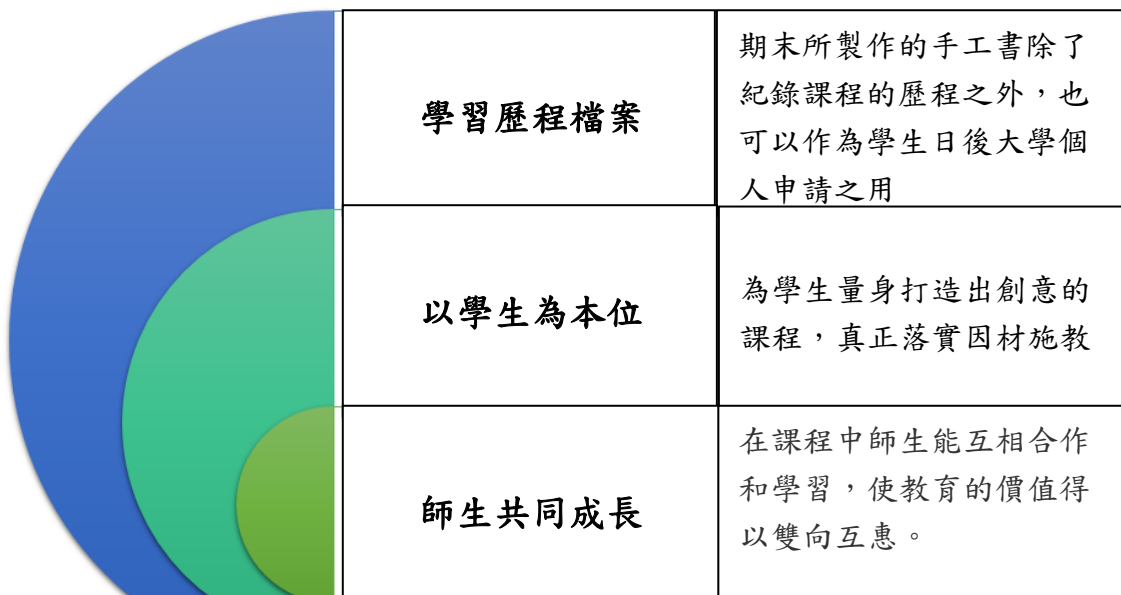 學習歷程檔案
期末所製作的手工書除了
紀錄課程的歷程之外，也
可以作為學生日後大學個
人申請之用
以學生為本位
為學生量身打造出創意的
課程，真正落實因材施教
師生共同成長
在課程中師生能互相合作
和學習，使教育的價值得
以雙向互惠。